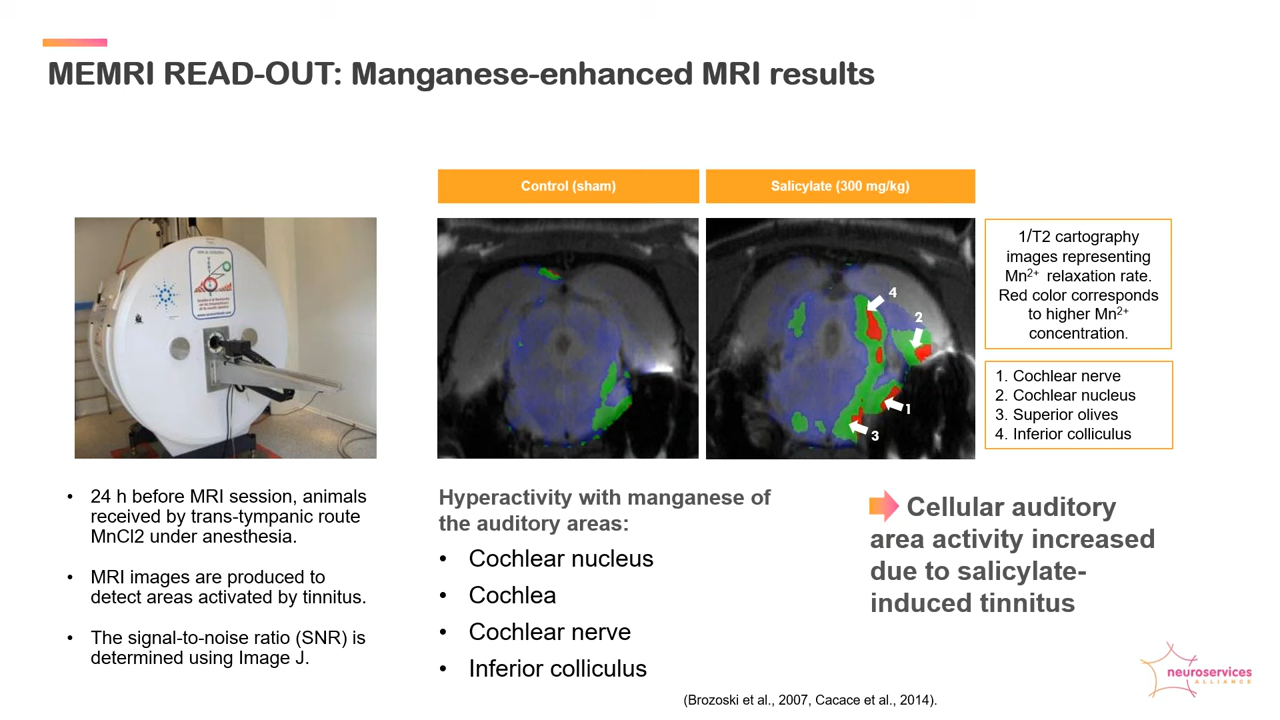 MEMRI READ-OUT: Manganese-enhanced MRI results
Control (sham)
Salicylate (300 mg/kg)
4
2
1
3
1/T2 cartography
images representing
Mn2+ relaxation rate.
Red color corresponds
to higher Mn2+
concentration.
1. Cochlear nerve
2. Cochlear nucleus
3. Superior olives
4. Inferior colliculus
• 24 h before MRI session, animals
received by trans-tympanic route
MnCl2 under anesthesia.
• MRI images are produced to
detect areas activated by tinnitus.
• The signal-to-noise ratio (SNR) is
determined using Image J.
Hyperactivity with manganese of
the auditory areas:
• Cochlear nucleus
• Cochlea
• Cochlear nerve
• Inferior colliculus
Cellular auditory
area activity increased
due to salicylate-
induced tinnitus
(Brozoski et al., 2007, Cacace et al., 2014).
neuroservices
ALLIANCE